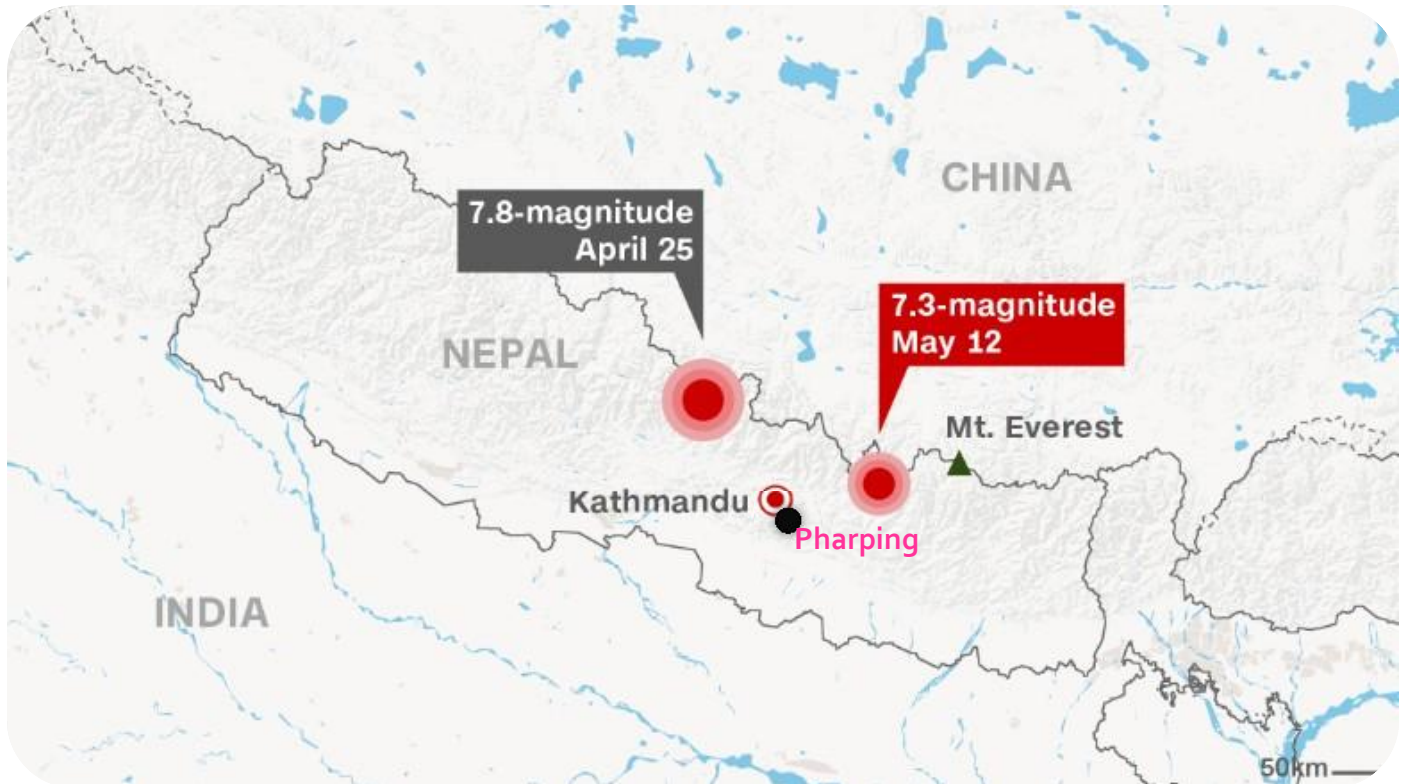 CHINA
7.8-magnitude
April 25
7.3-magnitude
May 12
NEPAL
Mt. Everest
Kathmandu
Pharping
INDIA
50km